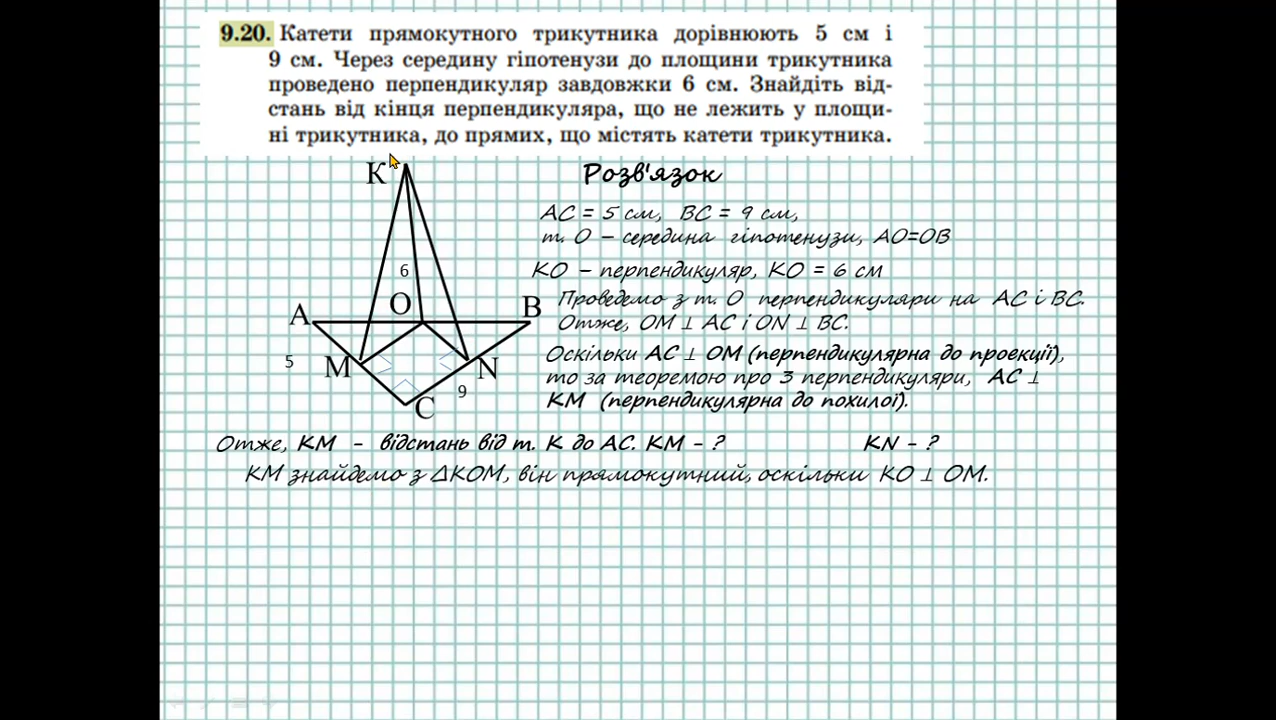 9.20. Катети прямокутного трикутника дорівнюють 5 см і
9 см. Через середину гіпотенузи до площини трикутника
проведено перпендикуляр завдовжки 6 см. Знайдіть від-
стань від кінця перпендикуляра, що не лежить у площи-
ні трикутника, до прямих, що містять катети трикутника.
Розв'язок
K
AC = 5 см, BC = 9 см,
т. О – середина гіпотенузи, AO=OB
KO – перпендикуляр, KO = 6 см
6
Проведемо з т. О перпендикуляри на AC і BC.
Отже, OM ⊥ AC і ON ⊥ BC.
A
O
B
5
M
N
9
C
Оскільки AC ⊥ OM (перпендикулярна до проекції),
то за теоремою про 3 перпендикуляри, AC ⊥
KM (перпендикулярна до похилої).
Отже, KM - відстань від т. K до AC. KM - ? KN - ?
KM знайдемо з ΔKOM, він прямокутний, оскільки KO ⊥ OM.